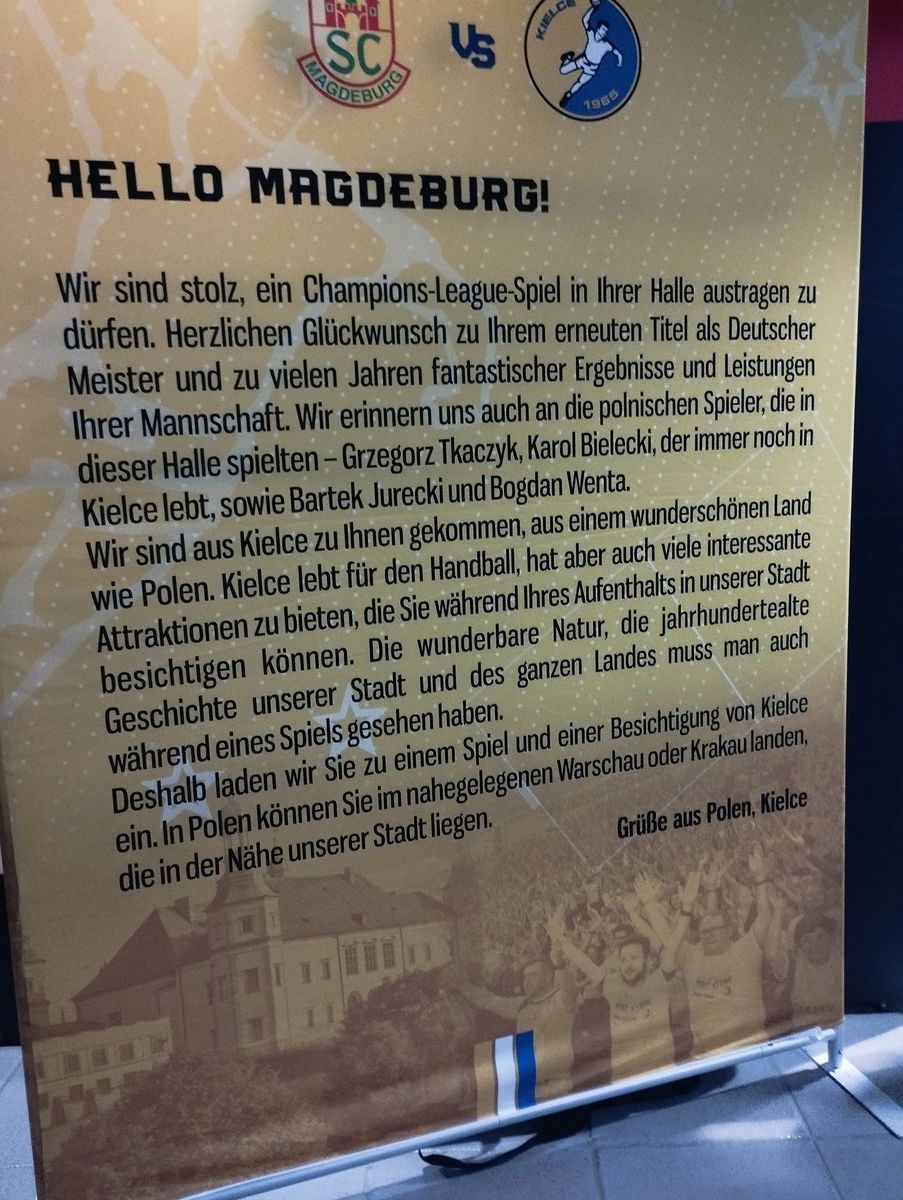 SC
MAGDEBURG
VS
KIELCE
1965
HELLO MAGDEBURG!
Wir sind stolz, ein Champions-League-Spiel in Ihrer Halle austragen zu
dürfen. Herzlichen Glückwunsch zu Ihrem erneuten Titel als Deutscher
Meister und zu vielen Jahren fantastischer Ergebnisse und Leistungen
Ihrer Mannschaft. Wir erinnern uns auch an die polnischen Spieler, die in
dieser Halle spielten – Grzegorz Tkaczyk, Karol Bielecki, der immer noch in
Kielce lebt, sowie Bartek Jurecki und Bogdan Wenta.
Wir sind aus Kielce zu Ihnen gekommen, aus einem wunderschönen Land
wie Polen. Kielce lebt für den Handball, hat aber auch viele interessante
Attraktionen zu bieten, die Sie während Ihres Aufenthalts in unserer Stadt
besichtigen können. Die wunderbare Natur, die jahrhundertealte
Geschichte unserer Stadt und des ganzen Landes muss man auch
während eines Spiels gesehen haben.
Deshalb laden wir Sie zu einem Spiel und einer Besichtigung von Kielce
ein. In Polen können Sie im nahegelegenen Warschau oder Krakau landen,
die in der Nähe unserer Stadt liegen.
Grüße aus Polen, Kielce